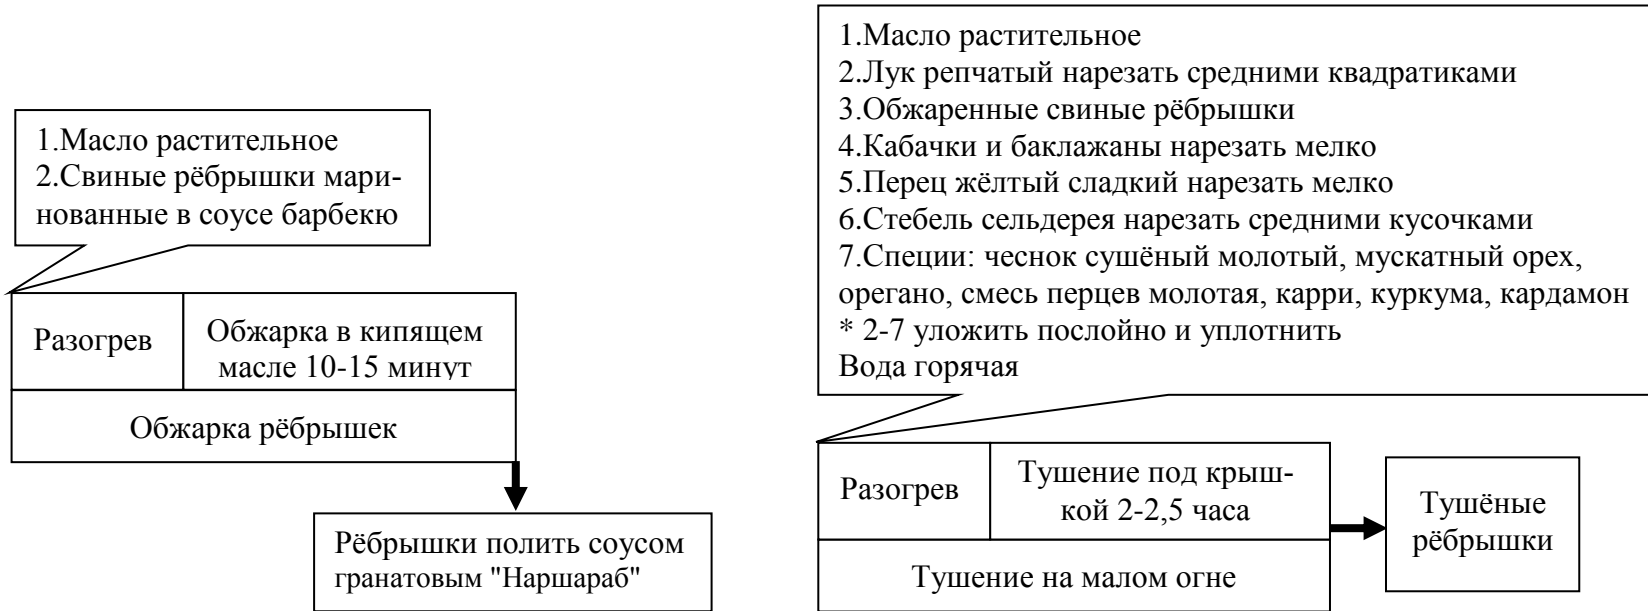 1.Масло растительное
2.Свиные рёбрышки мари-
нованные в соусе барбекю
Разогрев
Обжарка в кипящем
масле 10-15 минут
Обжарка рёбрышек
Рёбрышки полить соусом
гранатовым "Наршараб"
1.Масло растительное
2.Лук репчатый нарезать средними квадратиками
3.Обжаренные свиные рёбрышки
4.Кабачки и баклажаны нарезать мелко
5.Перец жёлтый сладкий нарезать мелко
6.Стебель сельдерея нарезать средними кусочками
7.Специи: чеснок сушёный молотый, мускатный орех,
орегано, смесь перцев молотая, карри, куркума, кардамон
* 2-7 уложить послойно и уплотнить
Вода горячая
Разогрев
Тушение под крыш-
кой 2-2,5 часа
Тушение на малом огне
Тушёные
рёбрышки